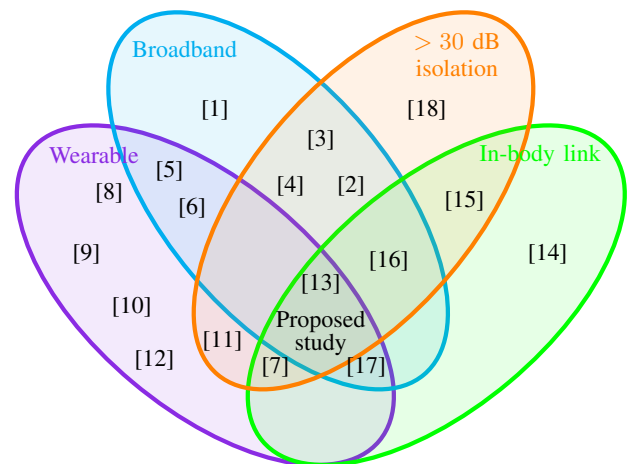 Broadband
> 30 dB
isolation
[1]
[18]
[3]
Wearable
In-body link
[5]
[8]
[4]
[2]
[15]
[6]
[9]
[14]
[16]
[13]
[10]
Proposed
study
[11]
[12]
[7]
[17]